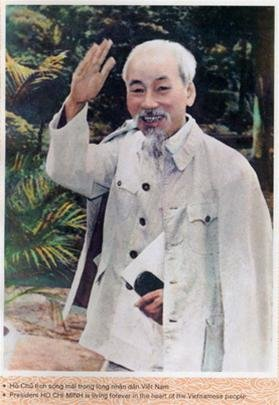 • Hồ Chủ tịch sống mãi trong lòng nhân dân Việt Nam
• President HO CHI MINH is living forever in the heart of the Vietnamese people